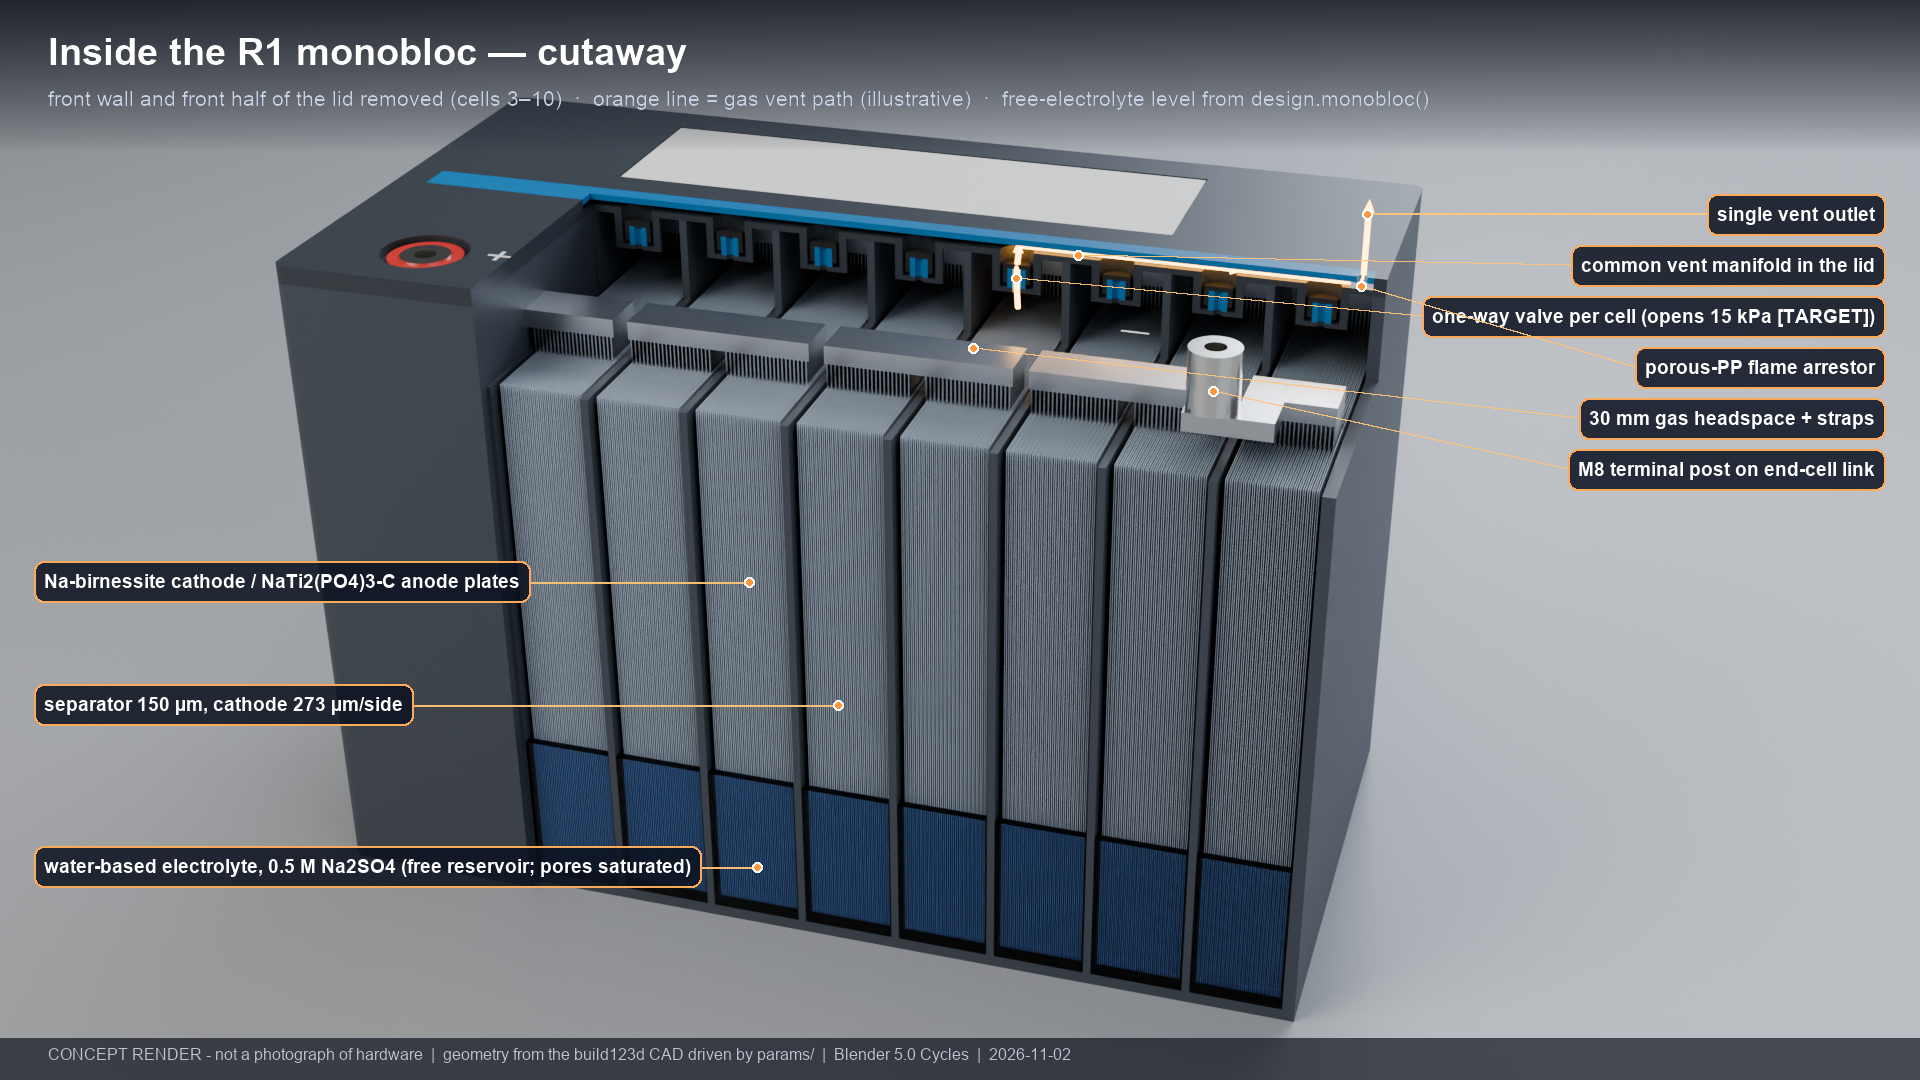 Inside the R1 monobloc — cutaway
front wall and front half of the lid removed (cells 3–10) · orange line = gas vent path (illustrative) · free-electrolyte level from design.monobloc()
single vent outlet
common vent manifold in the lid
one-way valve per cell (opens 15 kPa [TARGET])
porous-PP flame arrestor
30 mm gas headspace + straps
M8 terminal post on end-cell link
+
Na-birnessite cathode / NaTi2(PO4)3-C anode plates
separator 150 µm, cathode 273 µm/side
water-based electrolyte, 0.5 M Na2SO4 (free reservoir; pores saturated)
CONCEPT RENDER - not a photograph of hardware | geometry from the build123d CAD driven by params/ | Blender 5.0 Cycles | 2026-11-02